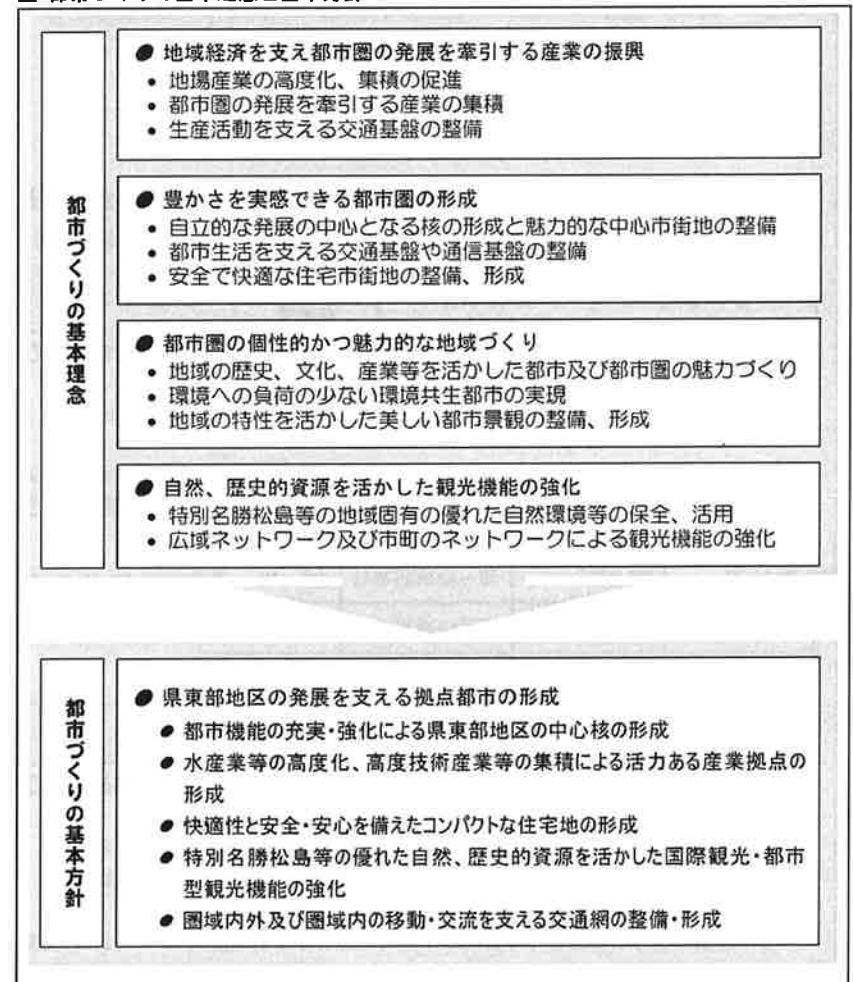 都市づくりの基本理念
● 地域経済を支え都市圏の発展を牽引する産業の振興
• 地場産業の高度化、集積の促進
• 都市圏の発展を牽引する産業の集積
• 生産活動を支える交通基盤の整備
● 豊かさを実感できる都市圏の形成
• 自立的な発展の中心となる核の形成と魅力的な中心市街地の整備
• 都市生活を支える交通基盤や通信基盤の整備
• 安全で快適な住宅市街地の整備、形成
● 都市圏の個性的かつ魅力的な地域づくり
• 地域の歴史、文化、産業等を活かした都市及び都市圏の魅力づくり
• 環境への負荷の少ない環境共生都市の実現
• 地域の特性を活かした美しい都市景観の整備、形成
● 自然、歴史的資源を活かした観光機能の強化
• 特別名勝松島等の地域固有の優れた自然環境等の保全、活用
• 広域ネットワーク及び市町のネットワークによる観光機能の強化
都市づくりの基本方針
● 県東部地区の発展を支える拠点都市の形成
● 都市機能の充実・強化による県東部地区の中心核の形成
● 水産業等の高度化、高度技術産業等の集積による活力ある産業拠点の
形成
● 快適性と安全・安心を備えたコンパクトな住宅地の形成
● 特別名勝松島等の優れた自然、歴史的資源を活かした国際観光・都市
型観光機能の強化
● 圏域内外及び圏域内の移動・交流を支える交通網の整備・形成